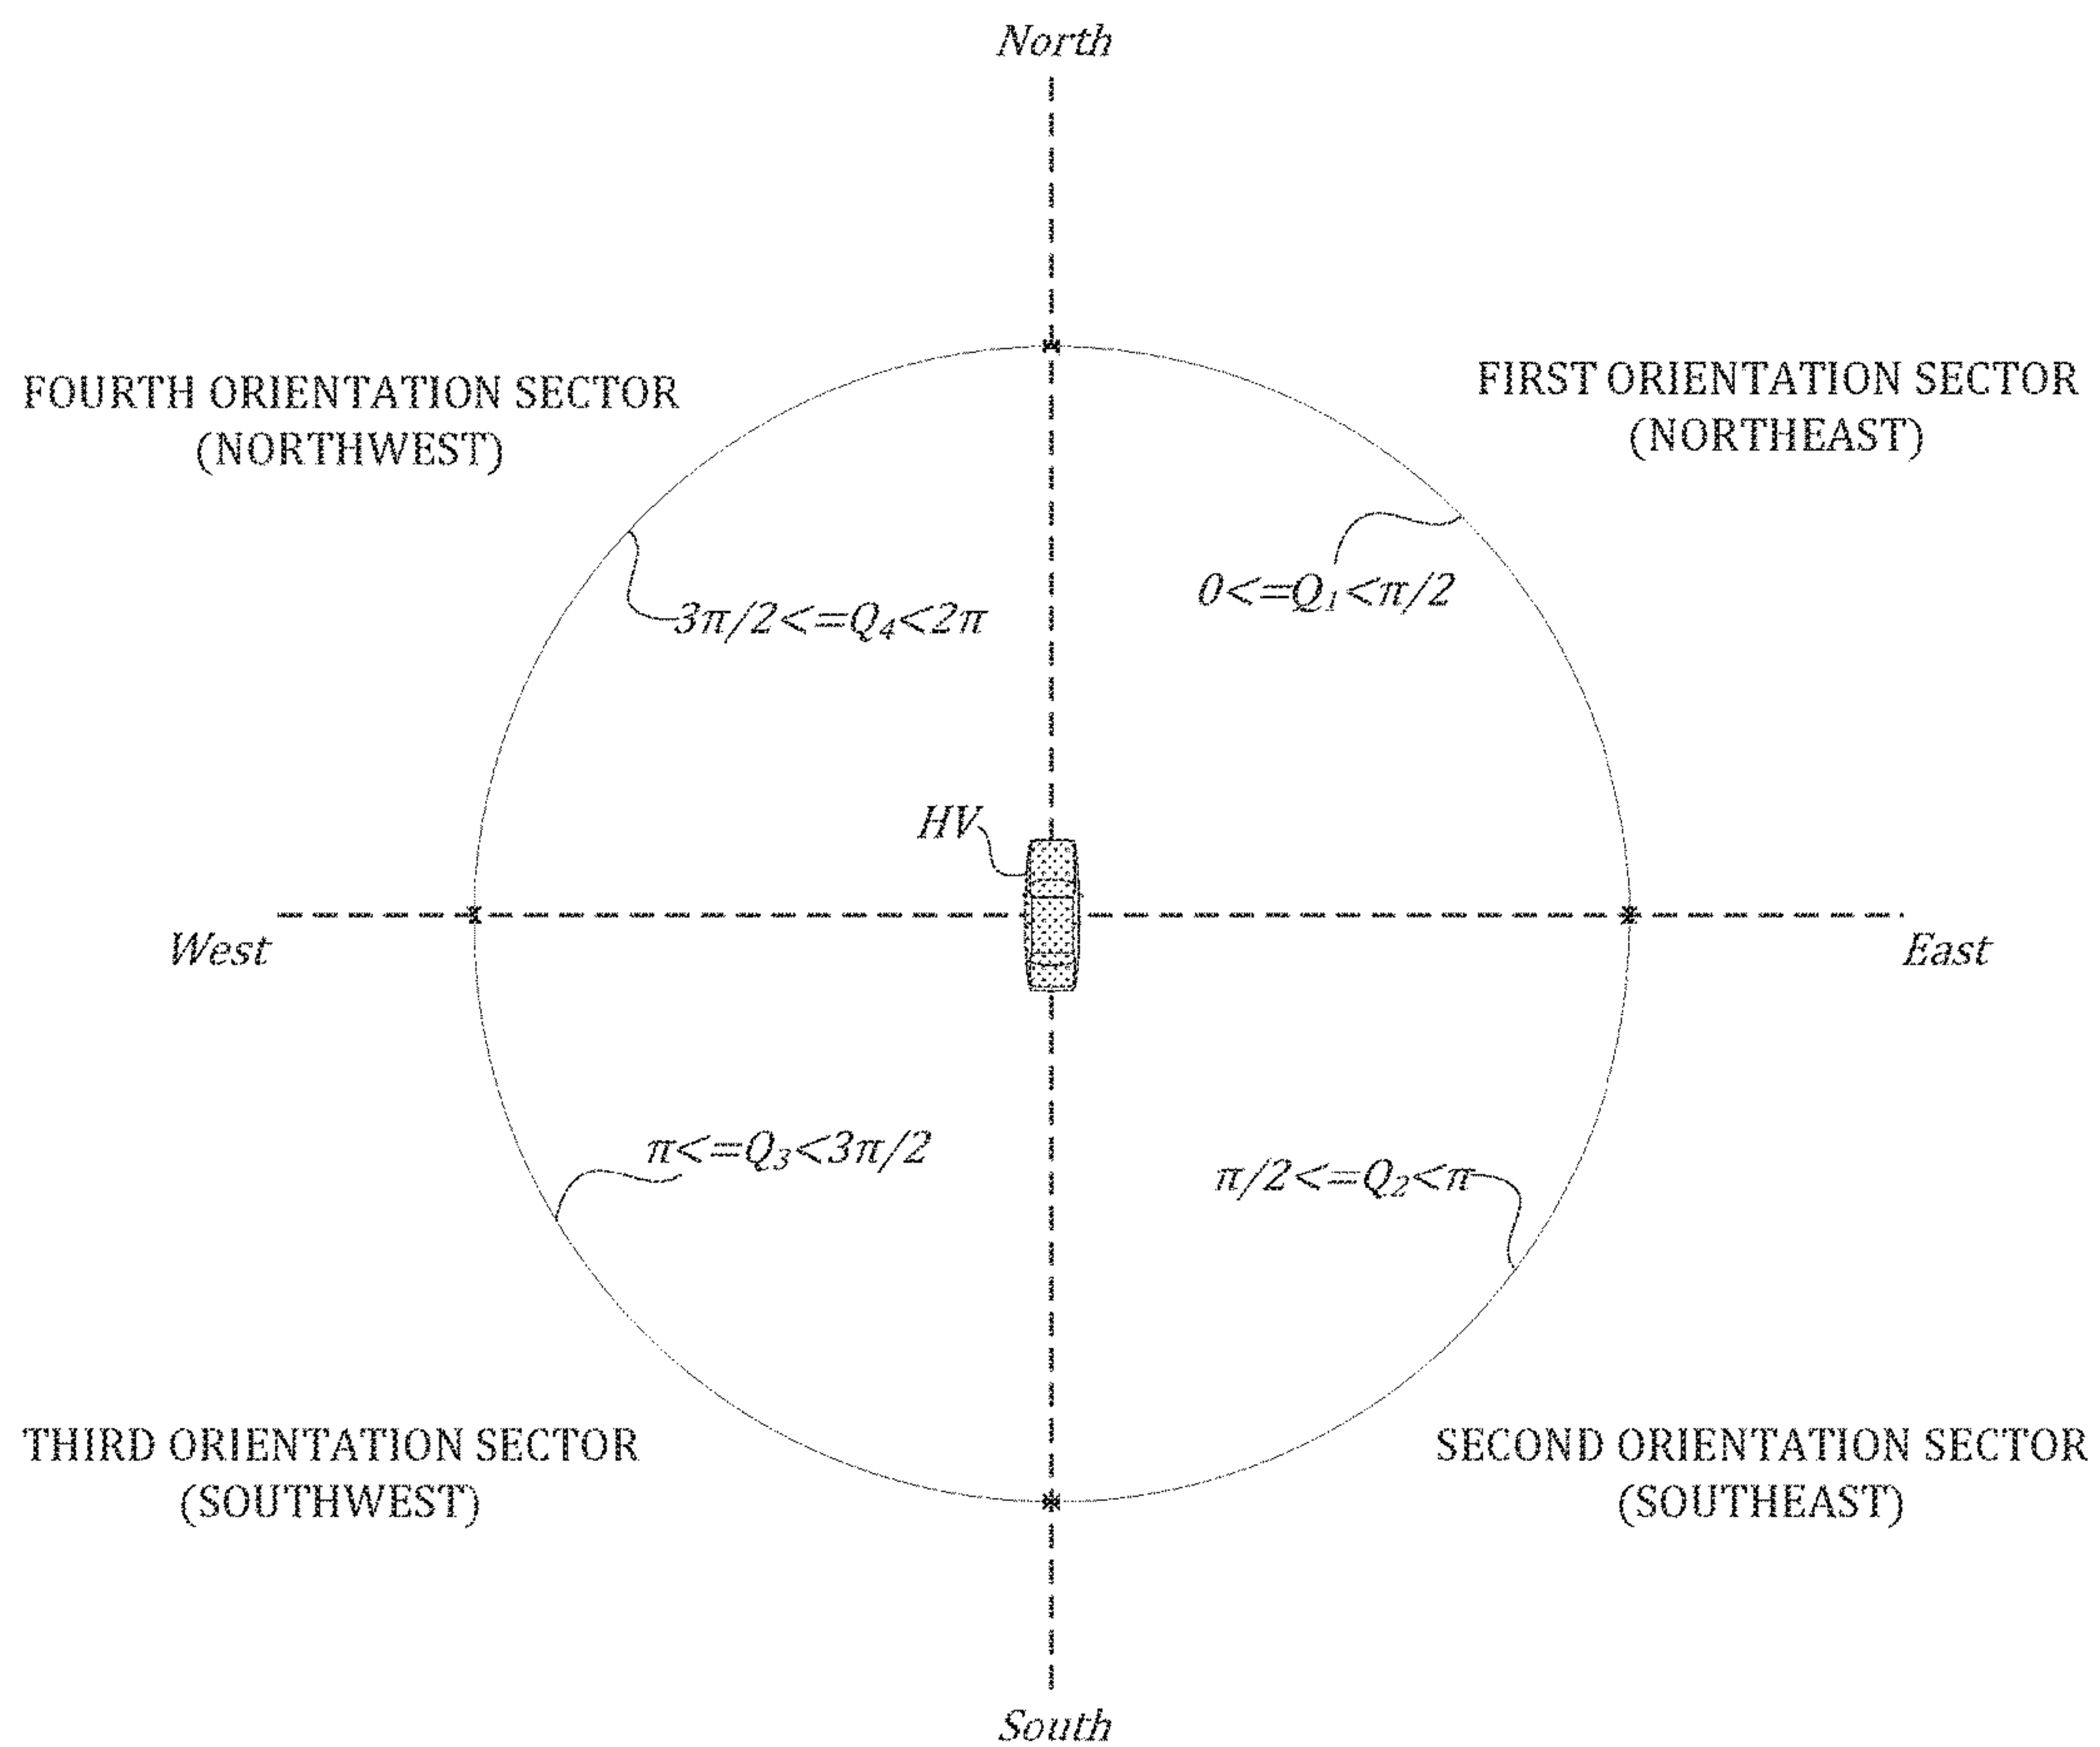 North
FOURTH ORIENTATION SECTOR
(NORTHWEST)
FIRST ORIENTATION SECTOR
(NORTHEAST)
3π/2<=Q₄<2π
0<=Q₁<π/2
HV
West
East
π<=Q₃<3π/2
π/2<=Q₂<π
THIRD ORIENTATION SECTOR
(SOUTHWEST)
SECOND ORIENTATION SECTOR
(SOUTHEAST)
South